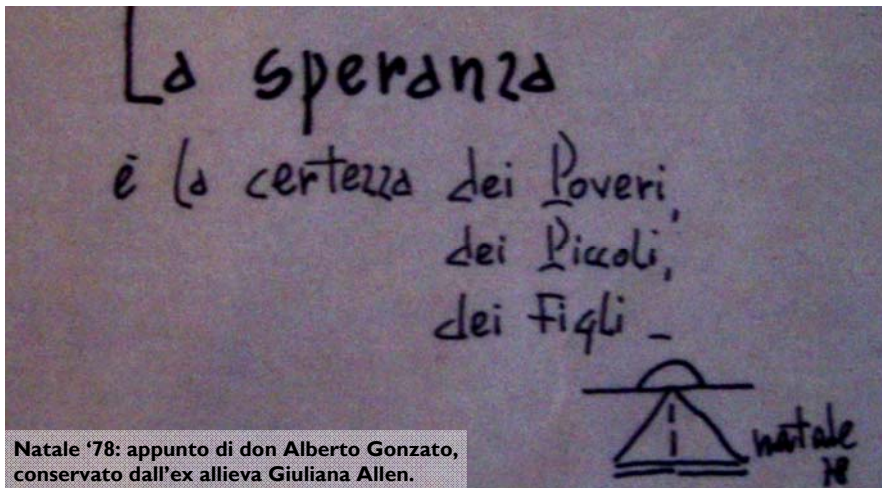 La speranza
è la certezza dei Poveri,
dei Piccoli,
dei Figli -
natale
78
Natale ‘78: appunto di don Alberto Gonzato,
conservato dall'ex allieva Giuliana Allen.